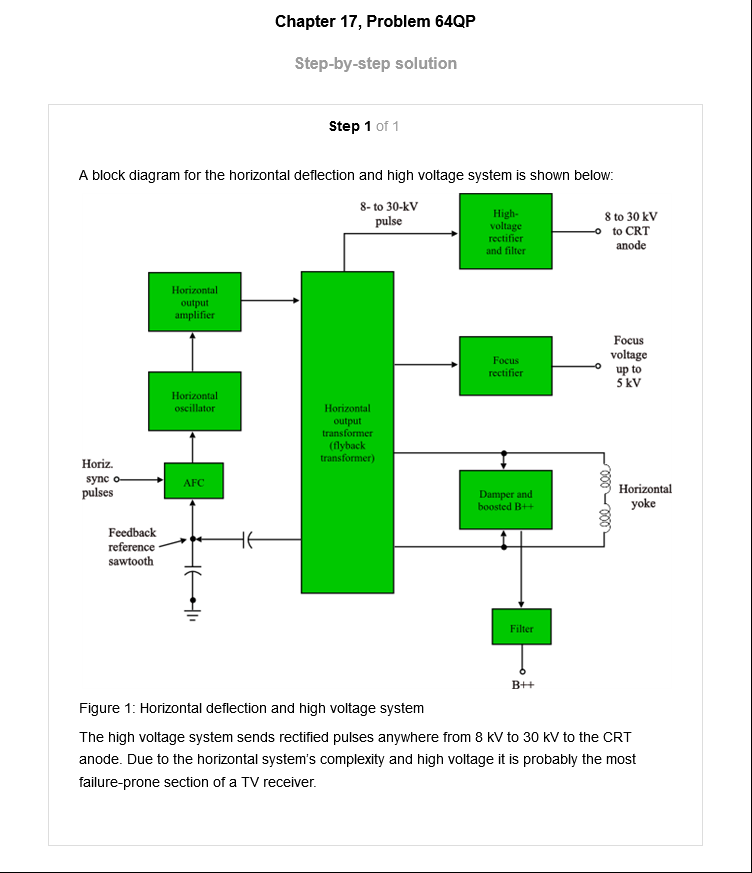 Chapter 17, Problem 64QP
Step-by-step solution
Step 1 of 1
A block diagram for the horizontal deflection and high voltage system is shown below:
8- to 30-kV
pulse
High-
voltage
rectifier
and filter
8 to 30 kV
to CRT
anode
Horizontal
output
amplifier
Focus
rectifier
Focus
voltage
up to
5 kV
Horizontal
oscillator
Horizontal
output
transformer
(flyback
transformer)
Horiz.
sync
pulses
AFC
Damper and
boosted B++
Horizontal
yoke
Feedback
reference
sawtooth
Filter
B++
Figure 1: Horizontal deflection and high voltage system
The high voltage system sends rectified pulses anywhere from 8 kV to 30 kV to the CRT
anode. Due to the horizontal system's complexity and high voltage it is probably the most
failure-prone section of a TV receiver.